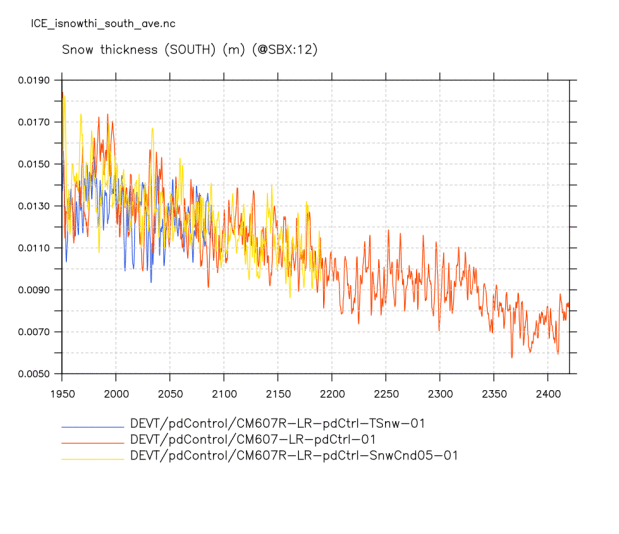 ICE_isnowthi_south_ave.nc
Snow thickness (SOUTH) (m) (@SBX:12)
0.0190
0.0170
0.0150
0.0130
0.0110
0.0090
0.0070
0.0050
1950 2000 2050 2100 2150 2200 2250 2300 2350 2400
DEVT/pdControl/CM607R-LR-pdCtrl-TSnw-01
DEVT/pdControl/CM607-LR-pdCtrl-01
DEVT/pdControl/CM607R-LR-pdCtrl-SnwCnd05-01